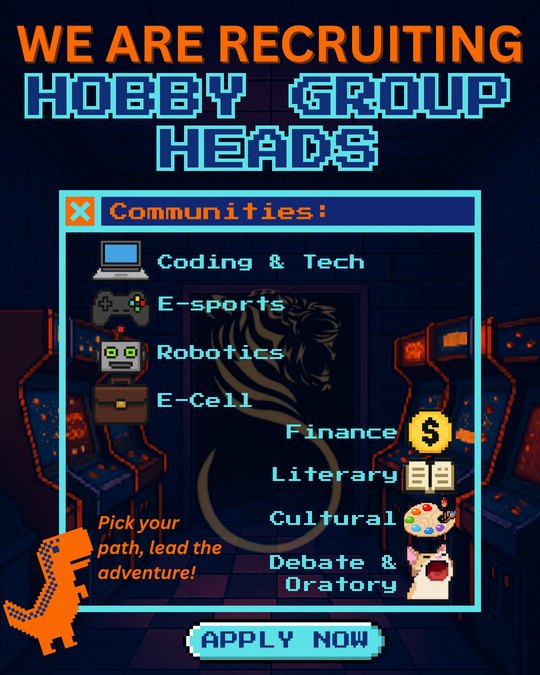 WE ARE RECRUITING
HOBBY GROUP
HEADS
Communities:
Coding & Tech
E-sports
Robotics
E-Cell
Finance
Literary
Cultural
Debate &
Oratory
Pick your
path, lead the
adventure!
APPLY NOW